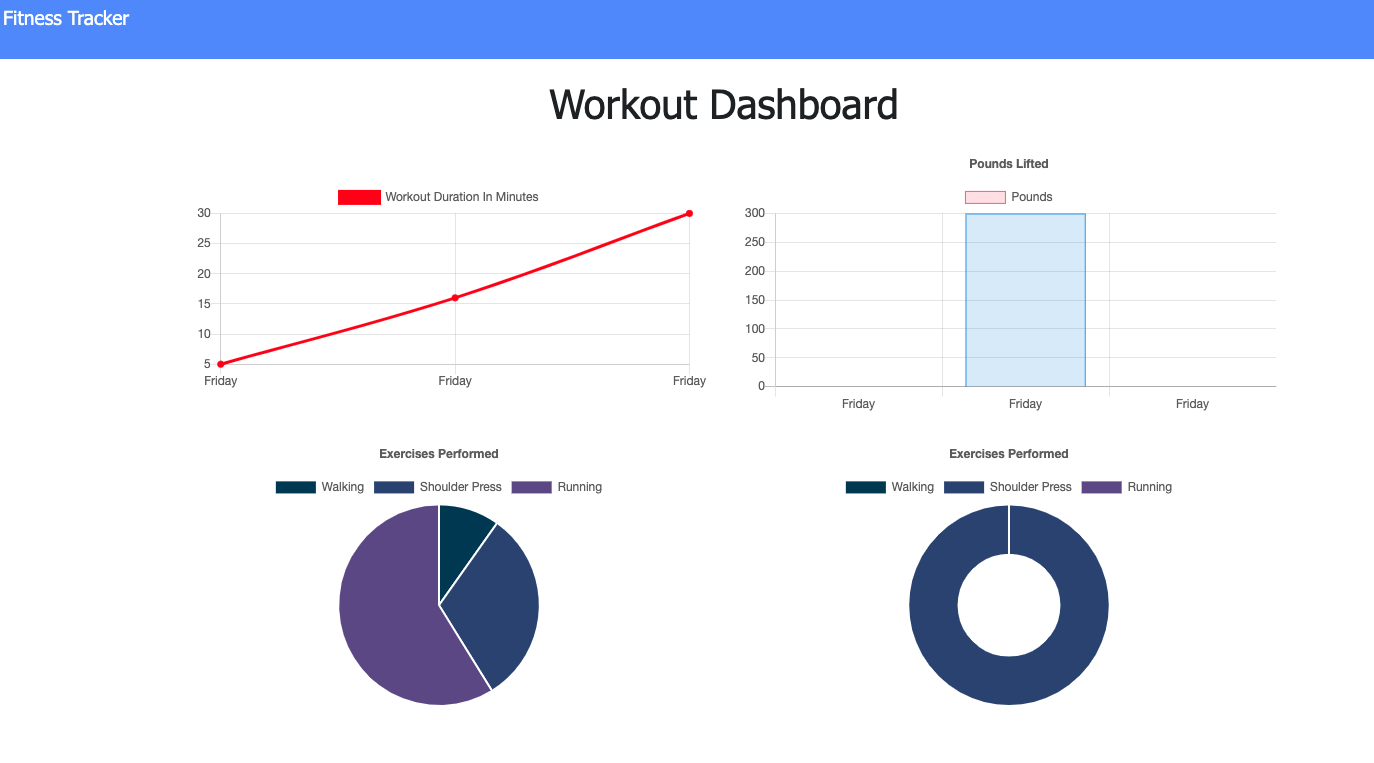 Fitness Tracker
Workout Dashboard
Workout Duration In Minutes
30
25
20
15
10
5
Friday Friday Friday
Pounds Lifted
Pounds
300
250
200
150
100
50
0
Friday Friday Friday
Exercises Performed
Walking Shoulder Press Running
Exercises Performed
Walking Shoulder Press Running